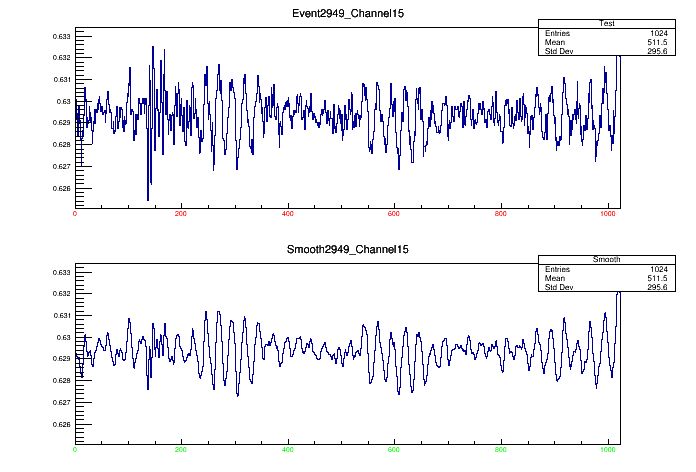 Event2949_Channel15
Test
Entries 1024
Mean 511.5
Std Dev 295.6
0.633
0.632
0.631
0.63
0.629
0.628
0.627
0.626
0 200 400 600 800 1000
Smooth2949_Channel15
Smooth
Entries 1024
Mean 511.5
Std Dev 295.6
0.633
0.632
0.631
0.63
0.629
0.628
0.627
0.626
0 200 400 600 800 1000